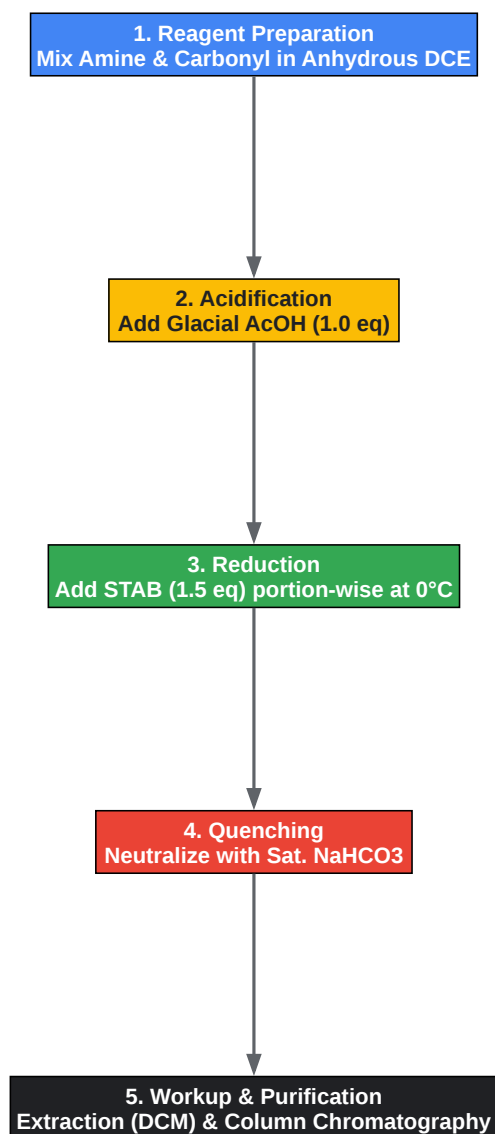 1. Reagent Preparation
Mix Amine & Carbonyl in Anhydrous DCE
2. Acidification
Add Glacial AcOH (1.0 eq)
3. Reduction
Add STAB (1.5 eq) portion-wise at 0°C
4. Quenching
Neutralize with Sat. NaHCO3
5. Workup & Purification
Extraction (DCM) & Column Chromatography